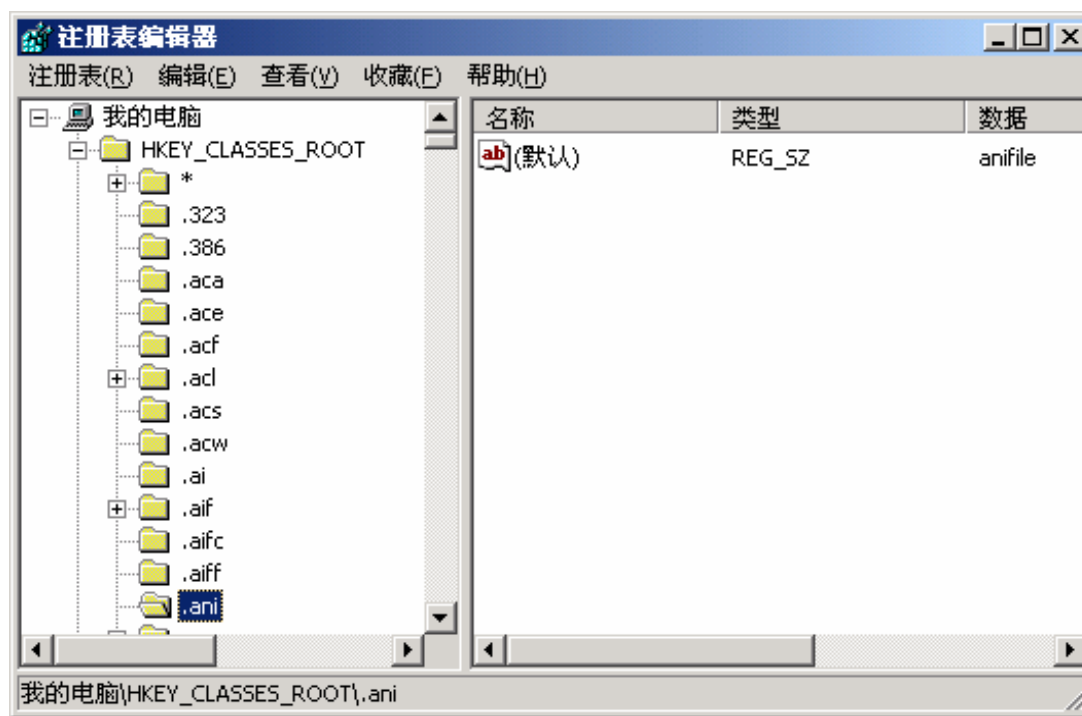 注册表编辑器
注册表(R) 编辑(E) 查看(V) 收藏(F) 帮助(H)
我的电脑
HKEY_CLASSES_ROOT
*
.323
.386
.aca
.ace
.acf
.acl
.acs
.acw
.ai
.aif
.aifc
.aiff
.ani
名称 类型 数据
ab (默认) REG_SZ anifile
我的电脑\HKEY_CLASSES_ROOT\.ani